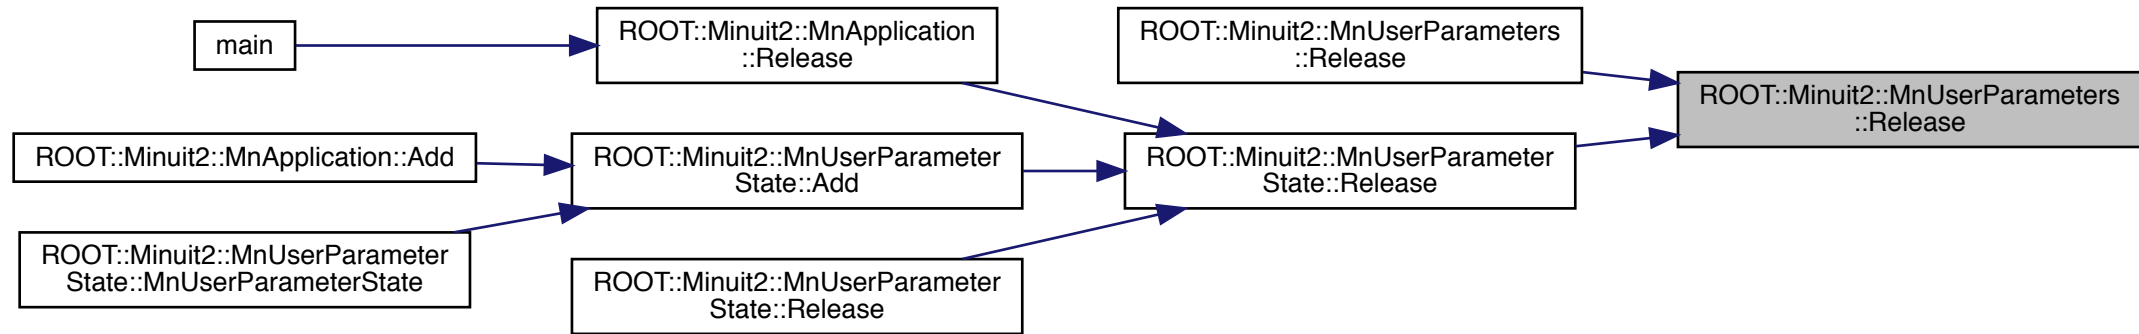 main
ROOT::Minuit2::MnApplication
::Release
ROOT::Minuit2::MnUserParameters
::Release
ROOT::Minuit2::MnUserParameters
::Release
ROOT::Minuit2::MnApplication::Add
ROOT::Minuit2::MnUserParameter
State::Add
ROOT::Minuit2::MnUserParameter
State::Release
ROOT::Minuit2::MnUserParameter
State::MnUserParameterState
ROOT::Minuit2::MnUserParameter
State::Release